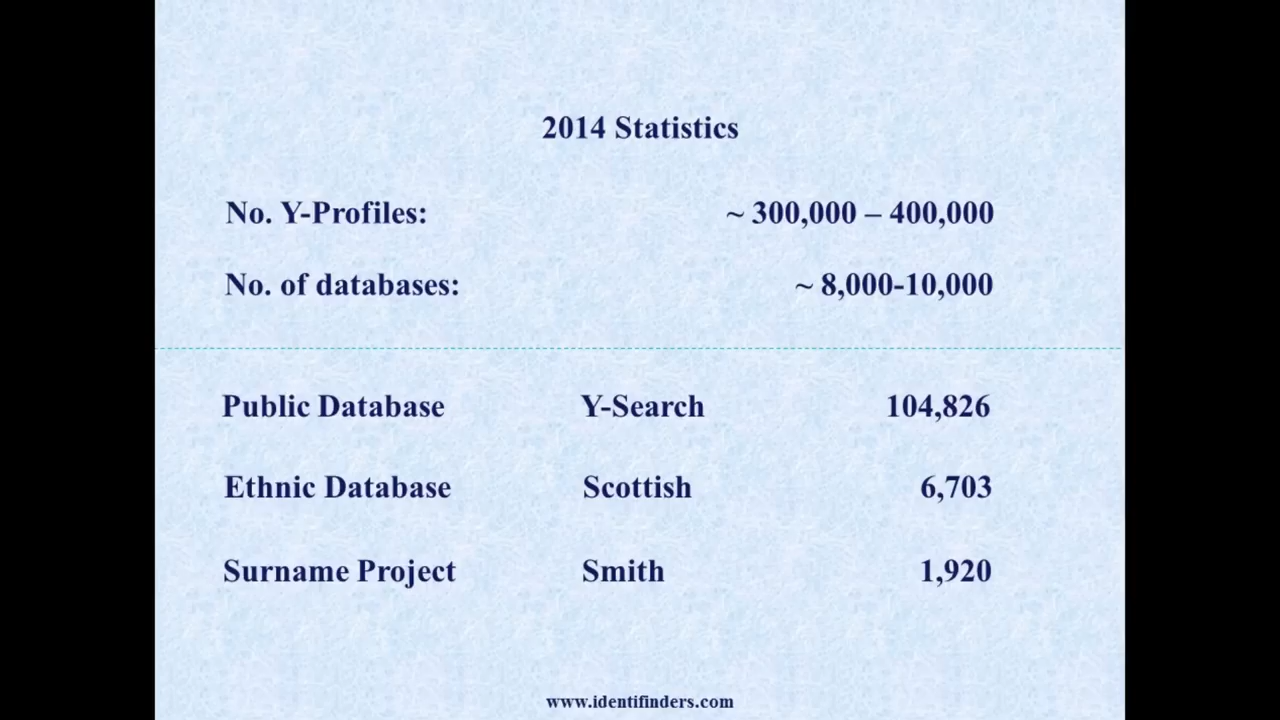 2014 Statistics
No. Y-Profiles: ~ 300,000 – 400,000
No. of databases: ~ 8,000-10,000
Public Database Y-Search 104,826
Ethnic Database Scottish 6,703
Surname Project Smith 1,920
www.identifinders.com